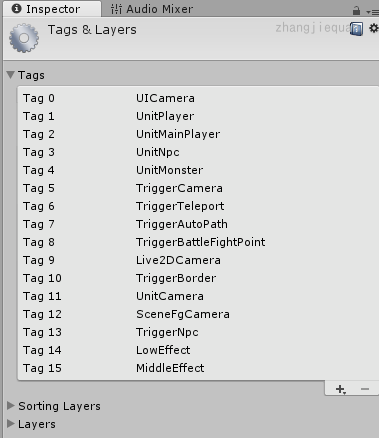 Inspector Audio Mixer
Tags & Layers
zhangjiequa
Tags
Tag 0 UICamera
Tag 1 UnitPlayer
Tag 2 UnitMainPlayer
Tag 3 UnitNpc
Tag 4 UnitMonster
Tag 5 TriggerCamera
Tag 6 TriggerTeleport
Tag 7 TriggerAutoPath
Tag 8 TriggerBattleFightPoint
Tag 9 Live2DCamera
Tag 10 TriggerBorder
Tag 11 UnitCamera
Tag 12 SceneFgCamera
Tag 13 TriggerNpc
Tag 14 LowEffect
Tag 15 MiddleEffect
Sorting Layers
Layers